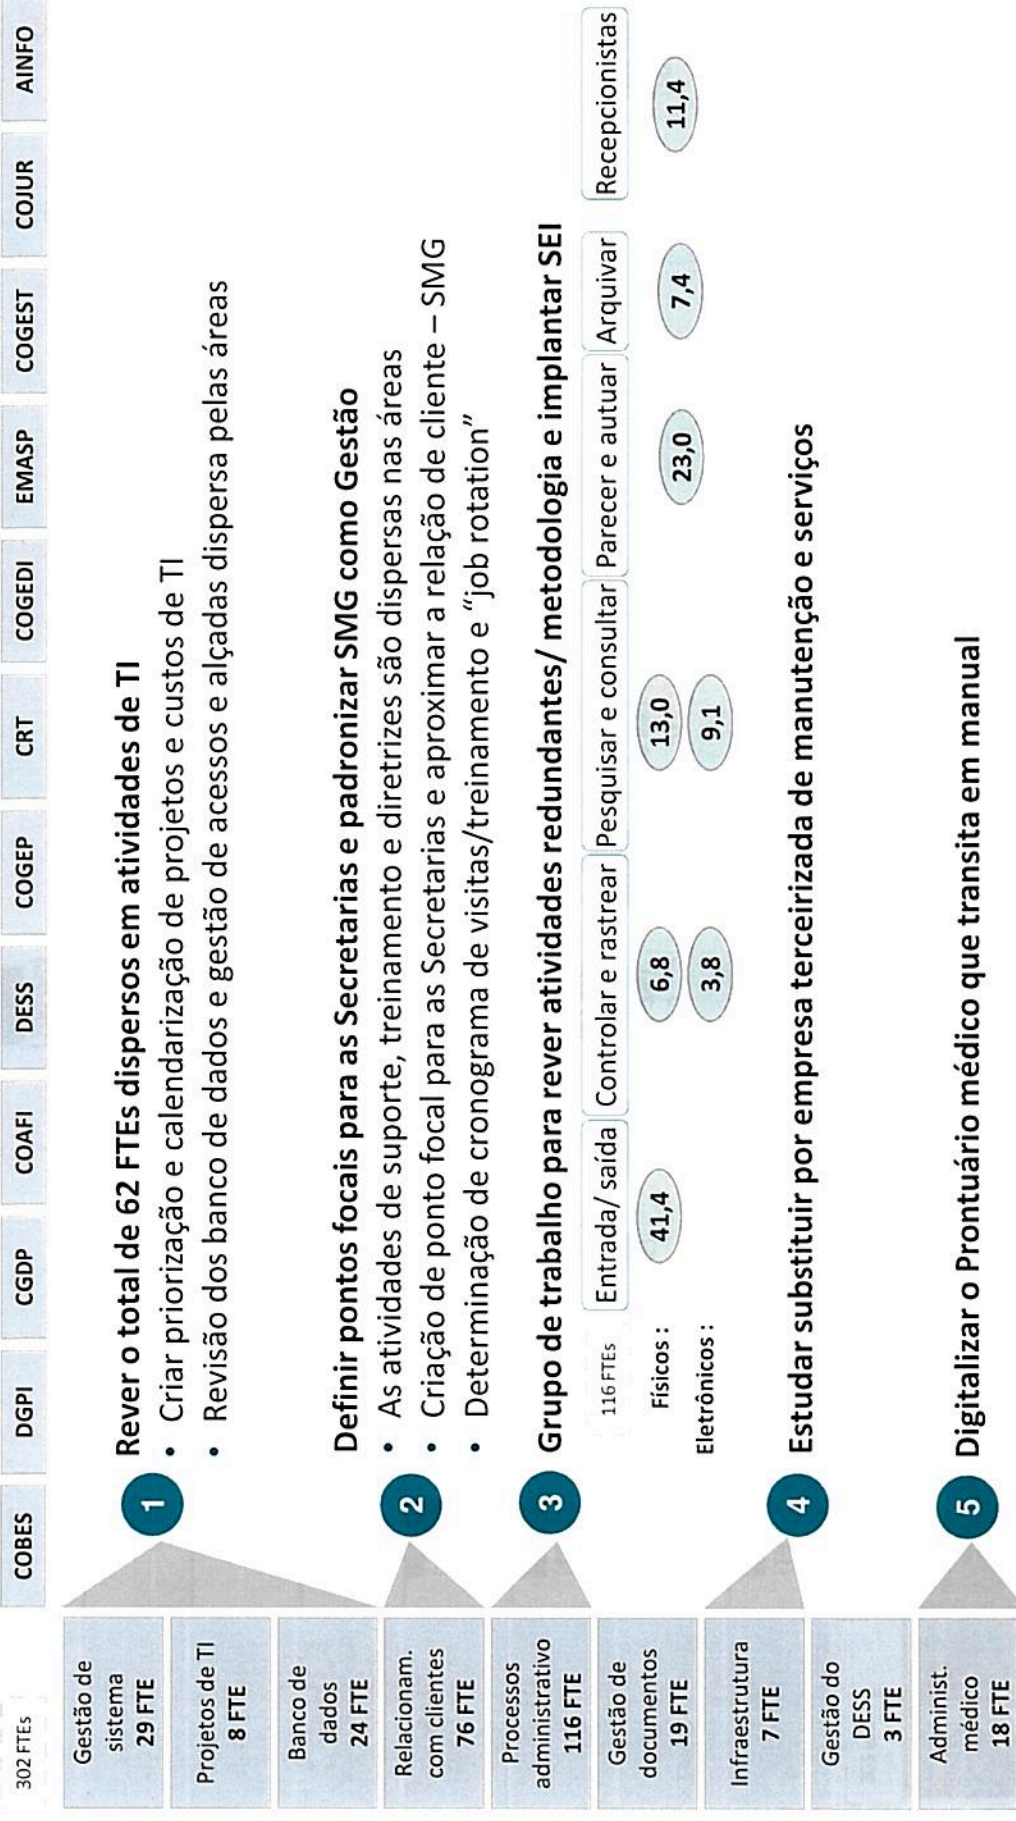 302 FTEs
COBES
DGPI
CGDP
COAFI
DESS
COGEP
CRT
COGEDI
EMASP
COGEST
COJUR
AINFO
Gestão de
sistema
29 FTE
Projetos de TI
8 FTE
Banco de
dados
24 FTE
1
Rever o total de 62 FTEs dispersos em atividades de TI
• Criar priorização e calendarização de projetos e custos de TI
• Revisão dos banco de dados e gestão de acessos e alçadas dispersa pelas áreas
Relacionam.
com clientes
76 FTE
2
Definir pontos focais para as Secretarias e padronizar SMG como Gestão
• As atividades de suporte, treinamento e diretrizes são dispersas nas áreas
• Criação de ponto focal para as Secretarias e aproximar a relação de cliente – SMG
• Determinação de cronograma de visitas/treinamento e “job rotation”
Processos
administrativo
116 FTE
3
Grupo de trabalho para rever atividades redundantes/ metodologia e implantar SEI
116 FTEs
Entrada/ saída
Controlar e rastrear
Pesquisar e consultar
Parecer e autuar
Arquivar
Recepcionistas
Físicos :
41,4
6,8
13,0
23,0
7,4
11,4
Eletrônicos :
3,8
9,1
Gestão de
documentos
19 FTE
Infraestrutura
7 FTE
4
Estudar substituir por empresa terceirizada de manutenção e serviços
Gestão do
DESS
3 FTE
Administ.
médico
18 FTE
5
Digitalizar o Prontuário médico que transita em manual